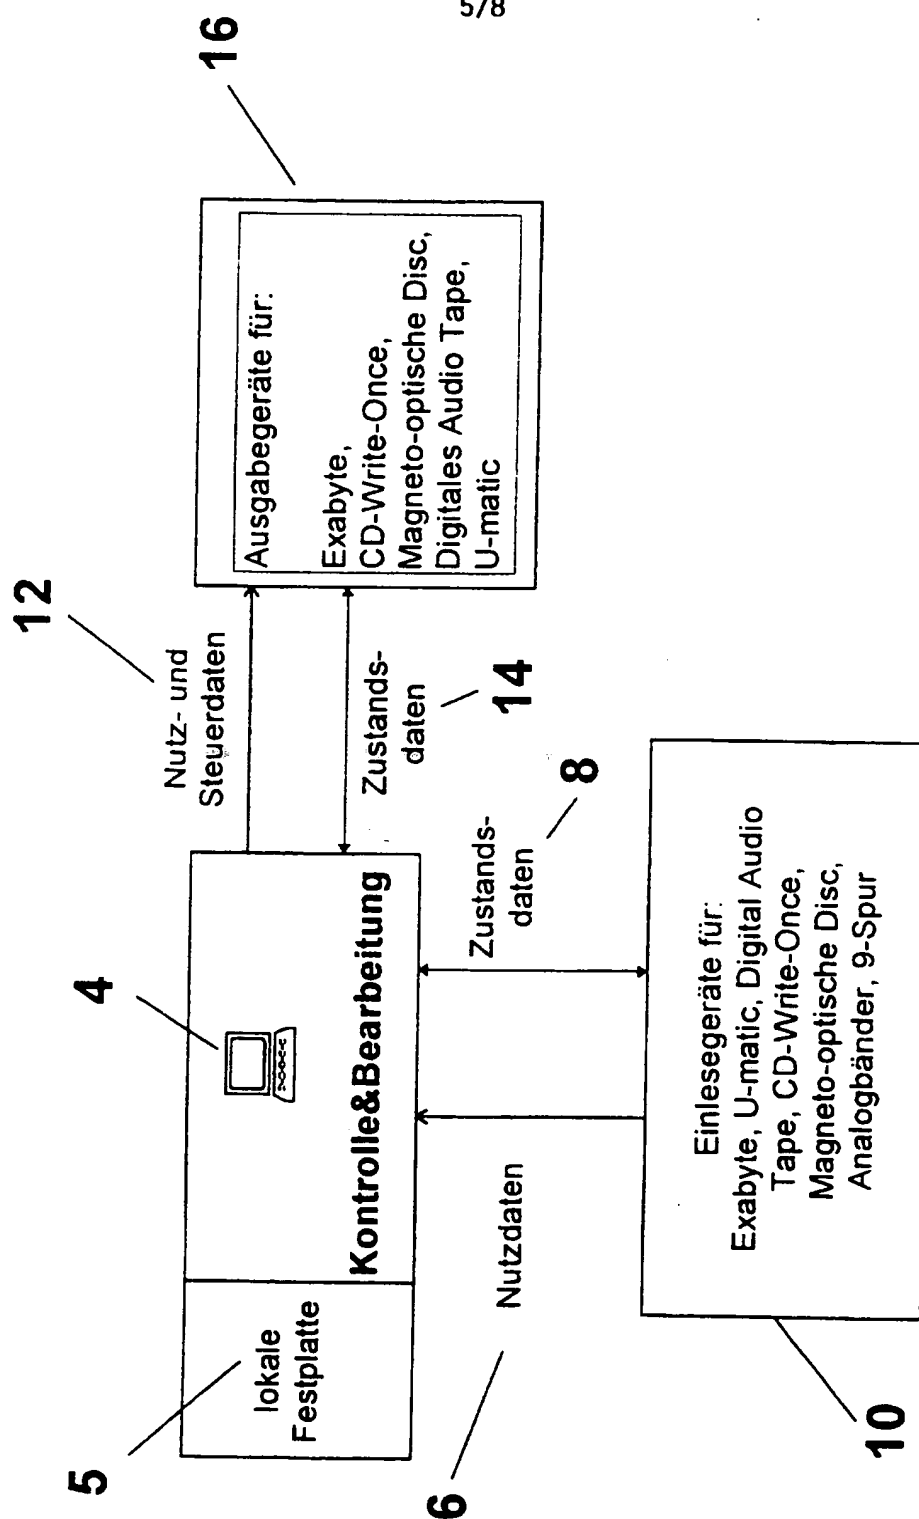 5/8
12
16
Nutz- und
Steuerdaten
4
5
lokale
Festplatte
Kontrolle&Bearbeitung
Zustands-
daten
14
Ausgabegeräte für:
Exabyte,
CD-Write-Once,
Magneto-optische Disc,
Digitales Audio Tape,
U-matic
6
Nutzdaten
Zustands-
daten
8
10
Einlesegeräte für:
Exabyte, U-matic, Digital Audio
Tape, CD-Write-Once,
Magneto-optische Disc,
Analogbänder, 9-Spur